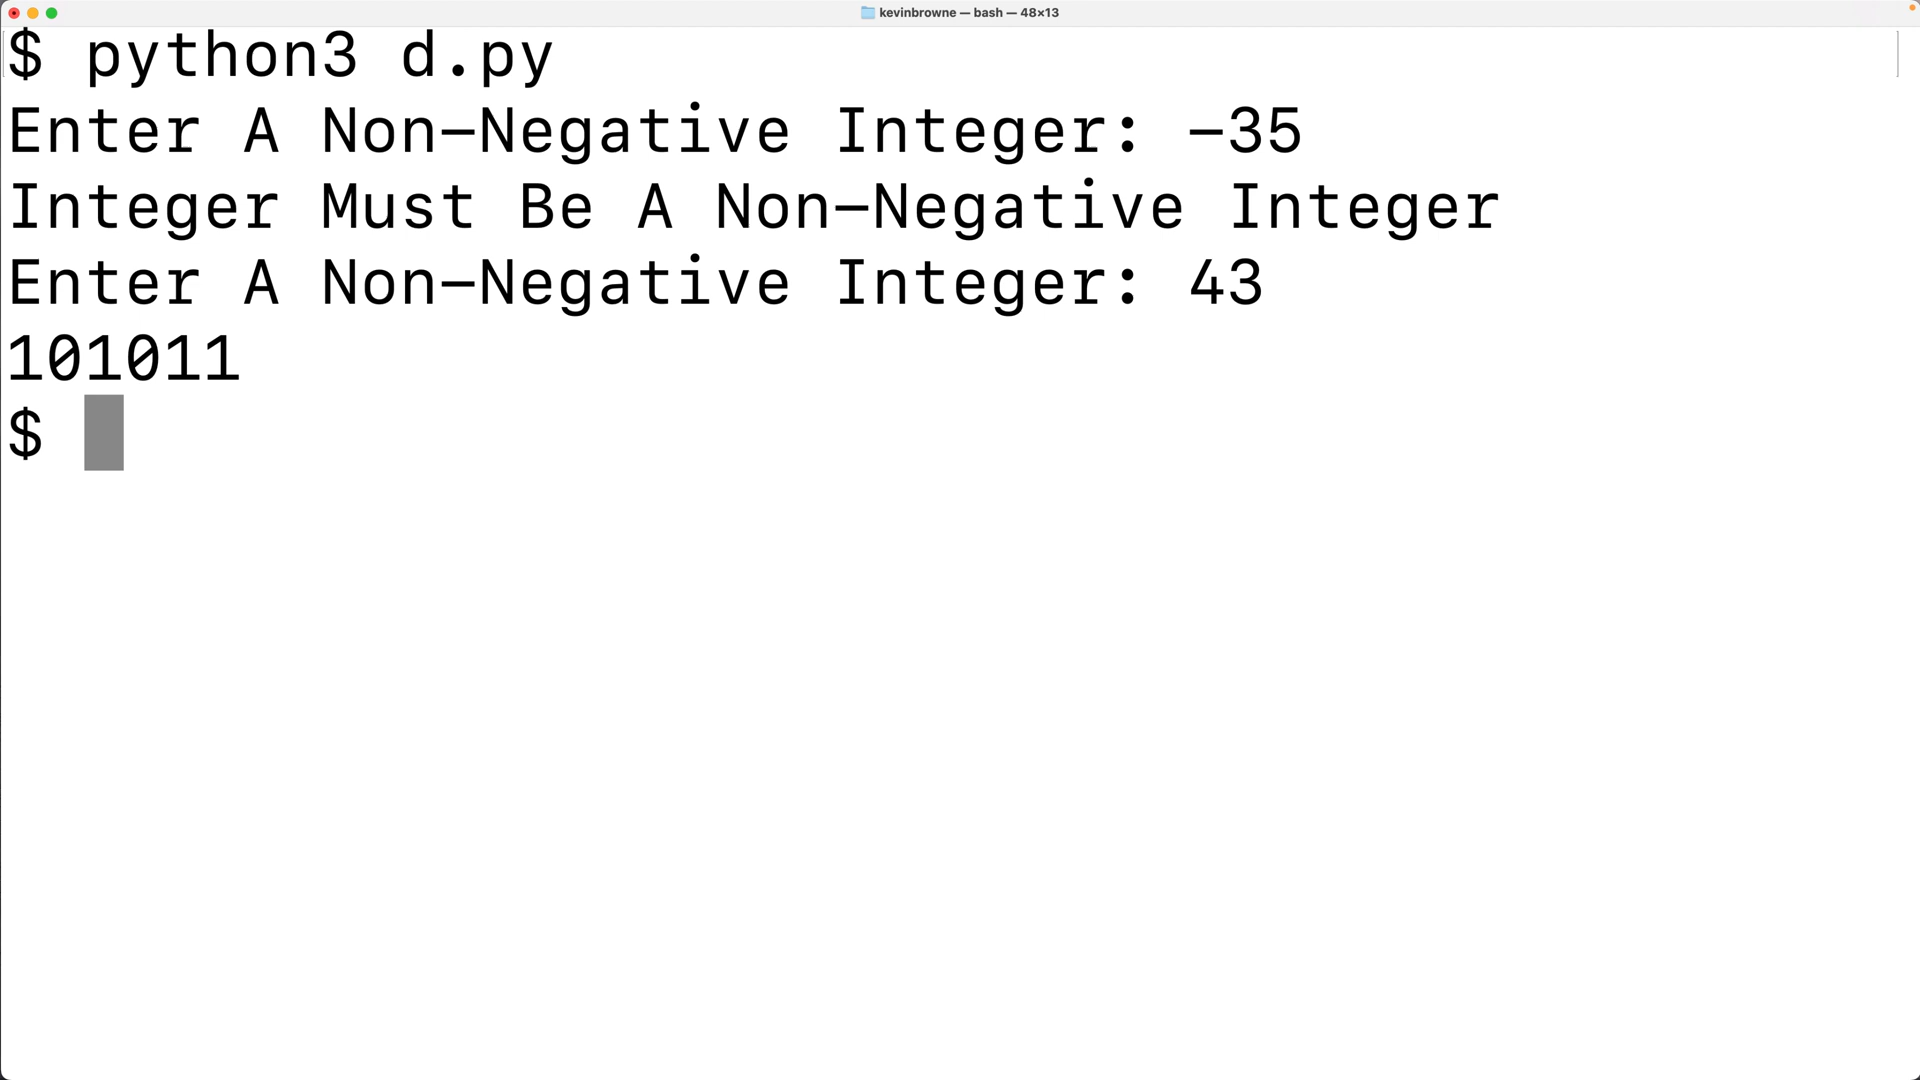 kevinbrowne — bash — 48×13
$ python3 d.py
Enter A Non-Negative Integer: -35
Integer Must Be A Non-Negative Integer
Enter A Non-Negative Integer: 43
101011
$